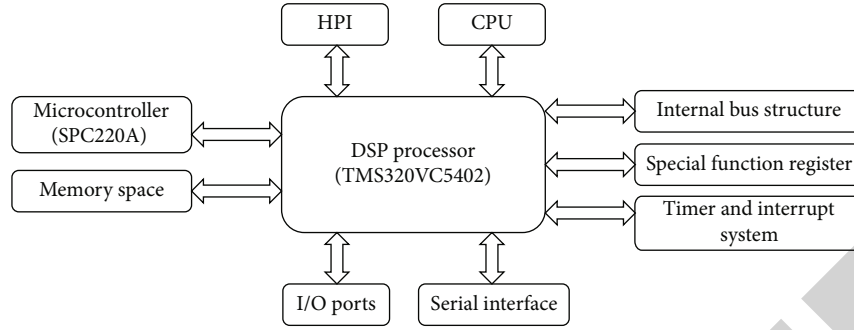 HPI
CPU
Microcontroller
(SPC220A)
Memory space
DSP processor
(TMS320VC5402)
Internal bus structure
Special function register
Timer and interrupt
system
I/O ports
Serial interface